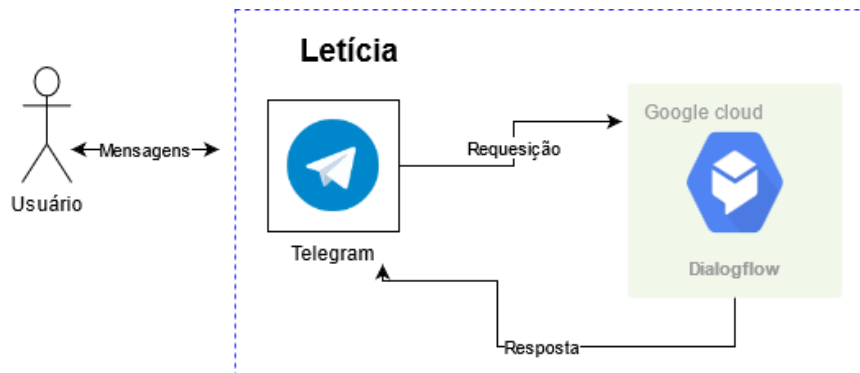 Letícia
Google cloud
Mensagens
Requesição
Usuário
Telegram
Dialogflow
Resposta